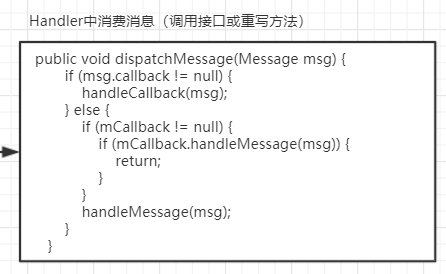 Handler中消费消息（调用接口或重写方法）
public void dispatchMessage(Message msg) {
if (msg.callback != null) {
handleCallback(msg);
} else {
if (mCallback != null) {
if (mCallback.handleMessage(msg)) {
return;
}
}
handleMessage(msg);
}
}